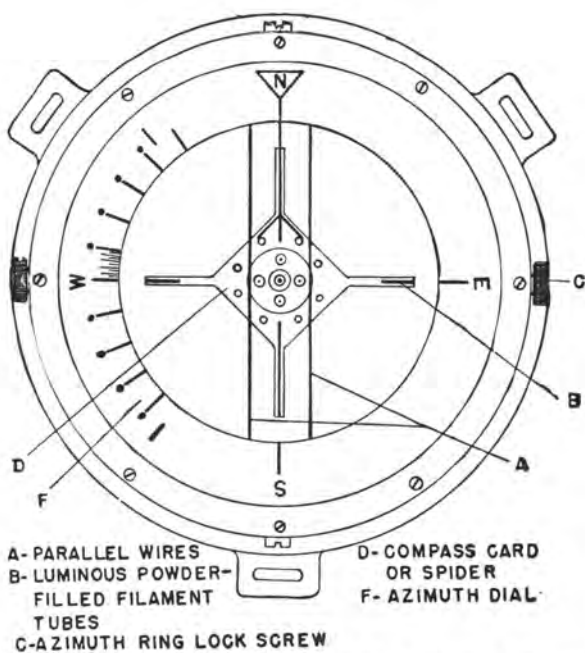 N
W
E
S
C
B
A
D
F
A- PARALLEL WIRES
B- LUMINOUS POWDER-
FILLED FILAMENT
TUBES
C-AZIMUTH RING LOCK SCREW
D- COMPASS CARD
OR SPIDER
F- AZIMUTH DIAL